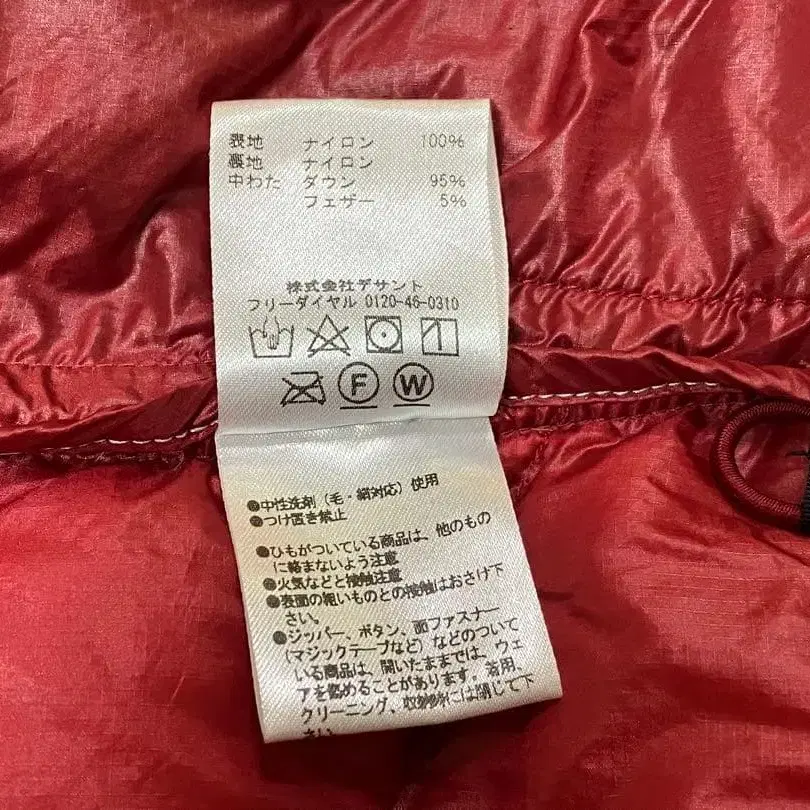 表地 ナイロン 100%
裏地 ナイロン
中わた ダウン 95%
フェザー 5%
株式会社デサント
フリーダイヤル 0120-46-0310
F W
●中性洗剤(毛・絹対応)使用
●つけ置き禁止
●ひもがついている商品は、他のもの
に絡まないよう注意
●火気などと接触注意
●表面の粗いものとの接触はおさけ下
さい。
●ジッパー、ボタン、面ファスナー
(マジックテープなど)などのついて
いる商品は、開いたままでは、ウェ
アを傷めることがあります。着用、
クリーニング、収納時には閉じて下
さい